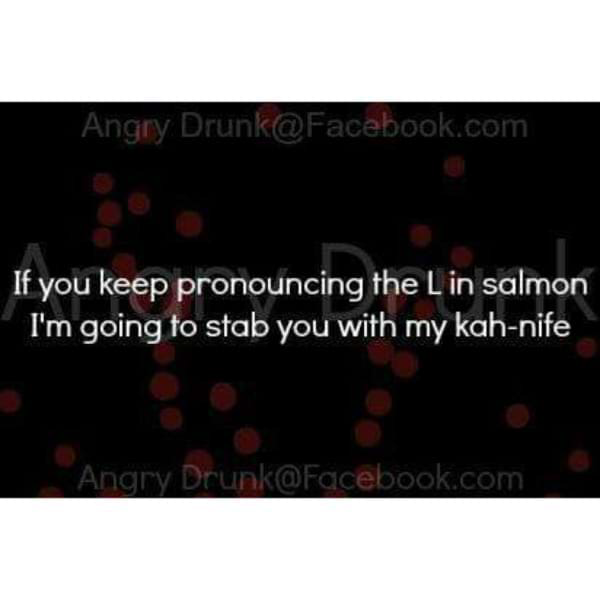 Angry Drunk@Facebook.com
Angry Drunk
If you keep pronouncing the L in salmon
I'm going to stab you with my kah-nife
Angry Drunk@Facebook.com